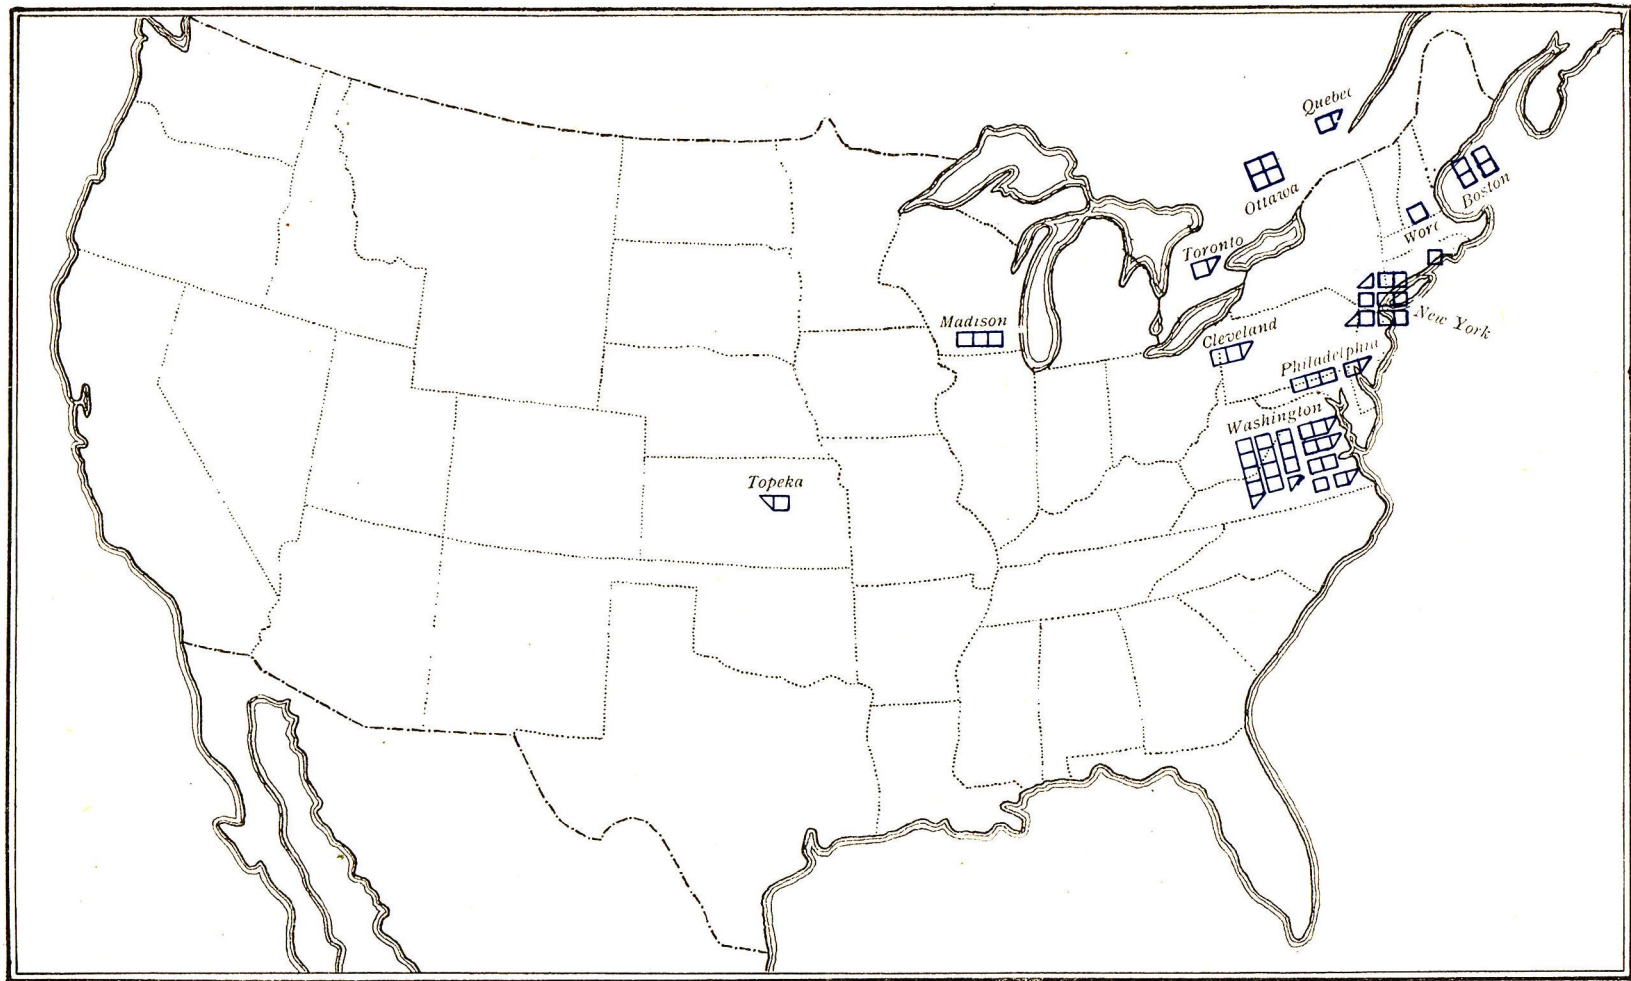 Quebec
Ottawa
Boston
Worc
Toronto
New York
Madison
Cleveland
Philadelphia
Washington
Topeka